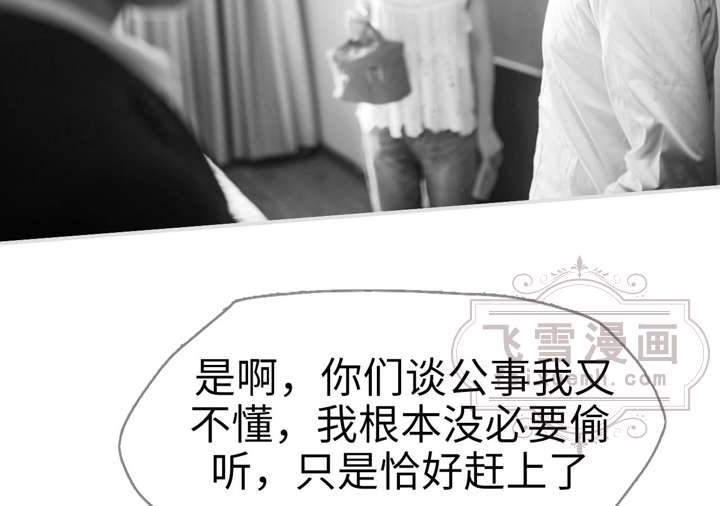 飞雪漫画
是啊，你们谈公事我又
不懂，我根本没必要偷
听，只是恰好赶上了